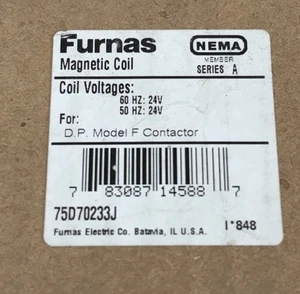 Furnas
NEMA
MEMBER
Magnetic Coil
SERIES A
Coil Voltages:
60 HZ: 24V
50 HZ: 24V
For:
D.P. Model F Contactor
7 83087 14588 7
75D70233J
I*848
Furnas Electric Co. Batavia, IL U.S.A.